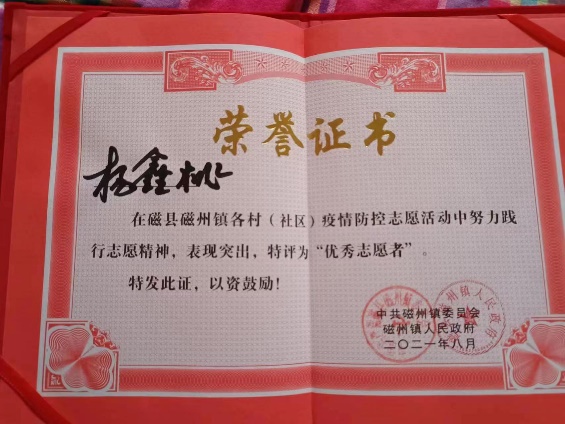 荣誉证书
杨鑫桃
在磁县磁州镇各村（社区）疫情防控志愿活动中努力践
行志愿精神，表现突出，特评为“优秀志愿者”。
特发此证，以资鼓励！
中共磁州镇委员会
磁州镇人民政府
二〇二一年八月